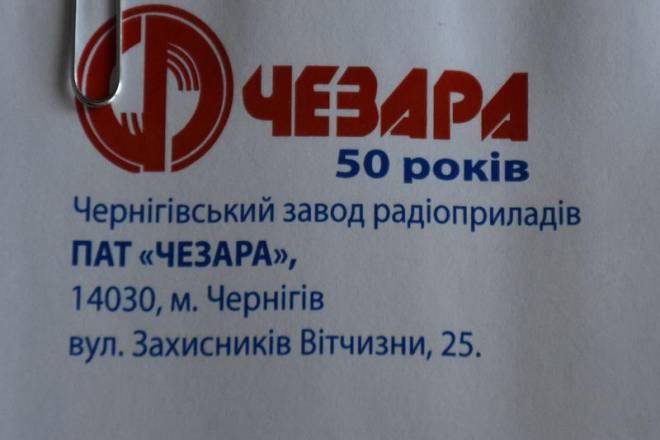 ЧЕЗАРА
50 років
Чернігівський завод радіоприладів
ПАТ «ЧЕЗАРА»,
14030, м. Чернігів
вул. Захисників Вітчизни, 25.